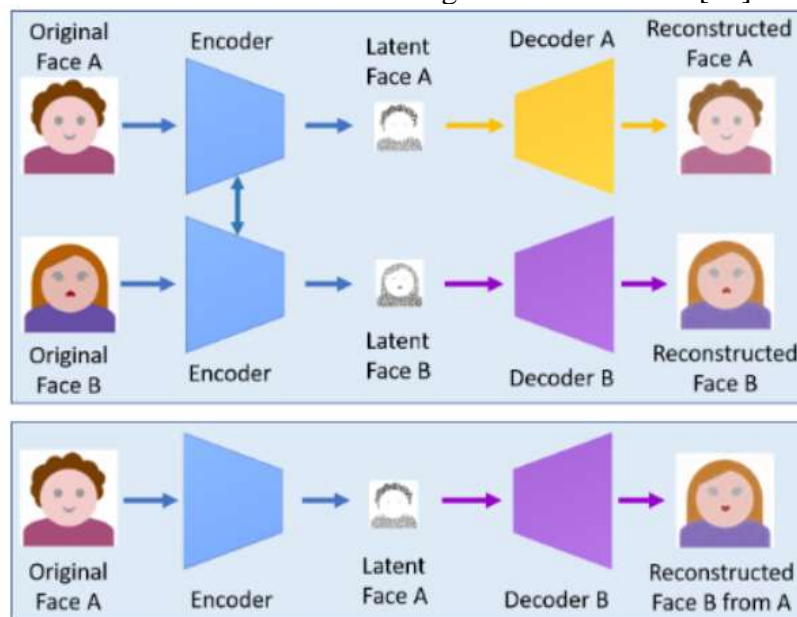 Original
Face A
Encoder
Latent
Face A
Decoder A
Reconstructed
Face A
Original
Face B
Encoder
Latent
Face B
Decoder B
Reconstructed
Face B
Original
Face A
Encoder
Latent
Face A
Decoder B
Reconstructed
Face B from A